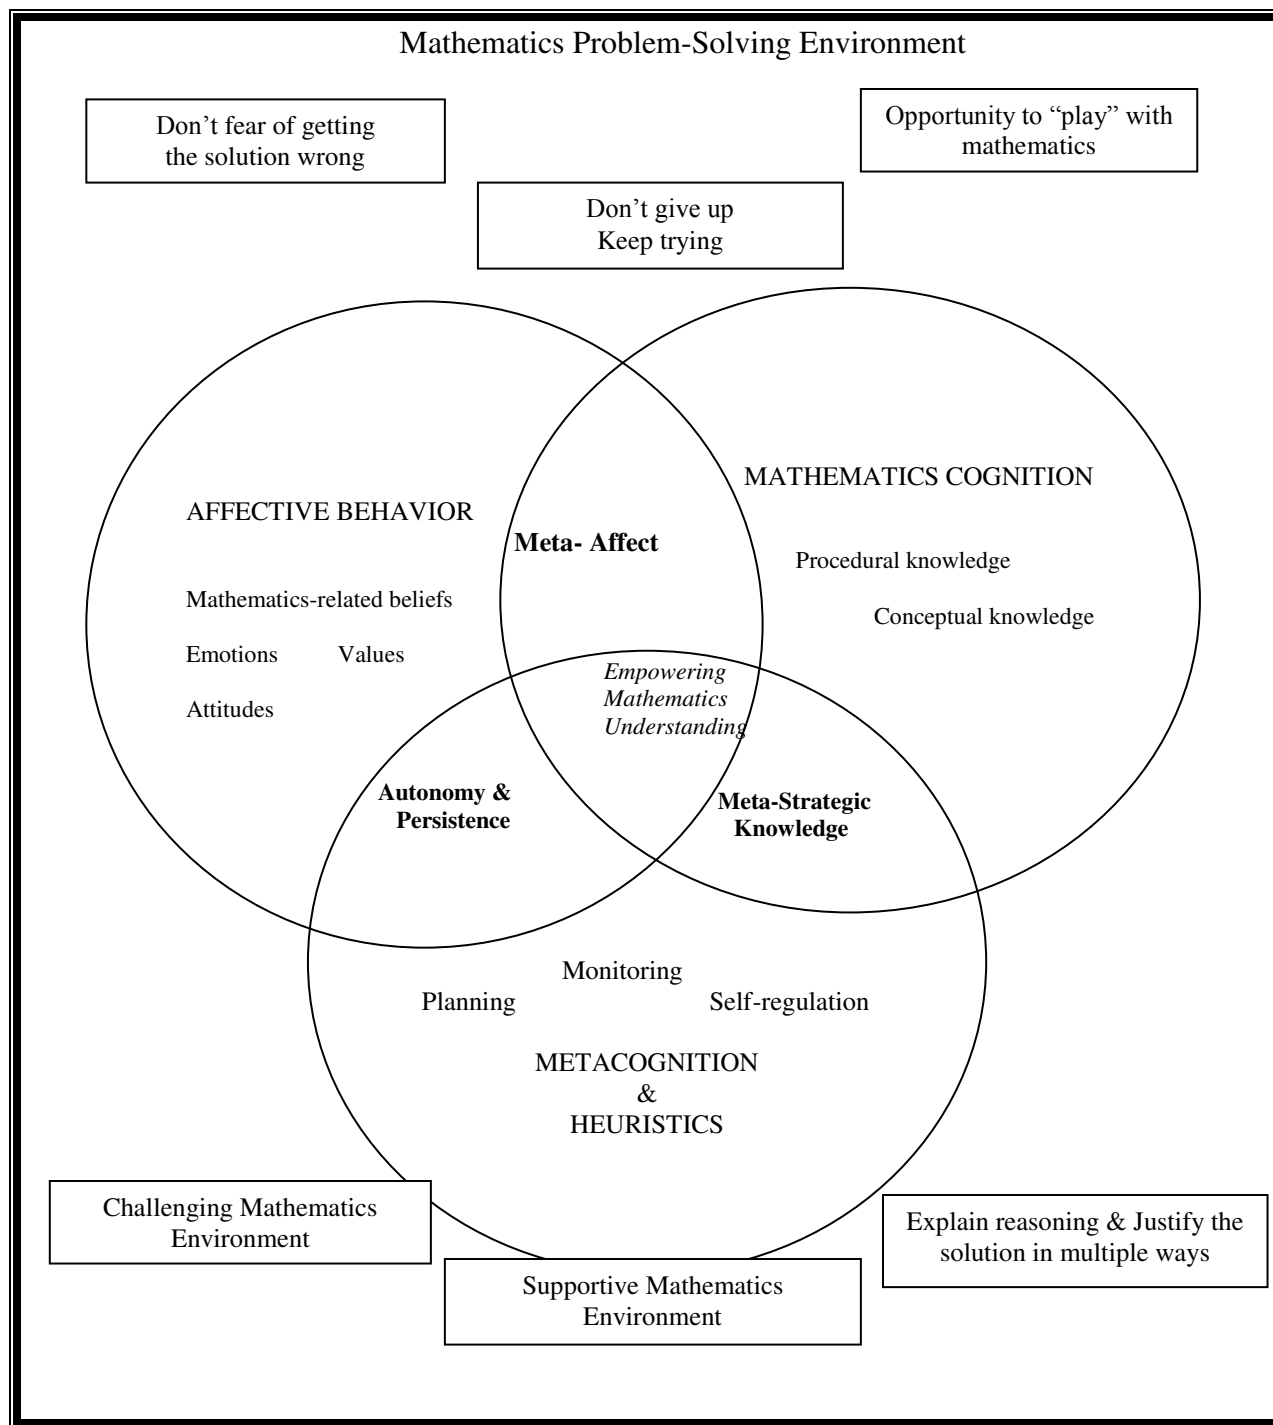 Mathematics Problem-Solving Environment
Don’t fear of getting
the solution wrong
Opportunity to “play” with
mathematics
Don’t give up
Keep trying
AFFECTIVE BEHAVIOR
Mathematics-related beliefs
Emotions Values
Attitudes
Meta- Affect
MATHEMATICS COGNITION
Procedural knowledge
Conceptual knowledge
Empowering
Mathematics
Understanding
Autonomy &
Persistence
Meta-Strategic
Knowledge
Monitoring
Planning Self-regulation
METACOGNITION
&
HEURISTICS
Challenging Mathematics
Environment
Supportive Mathematics
Environment
Explain reasoning & Justify the
solution in multiple ways